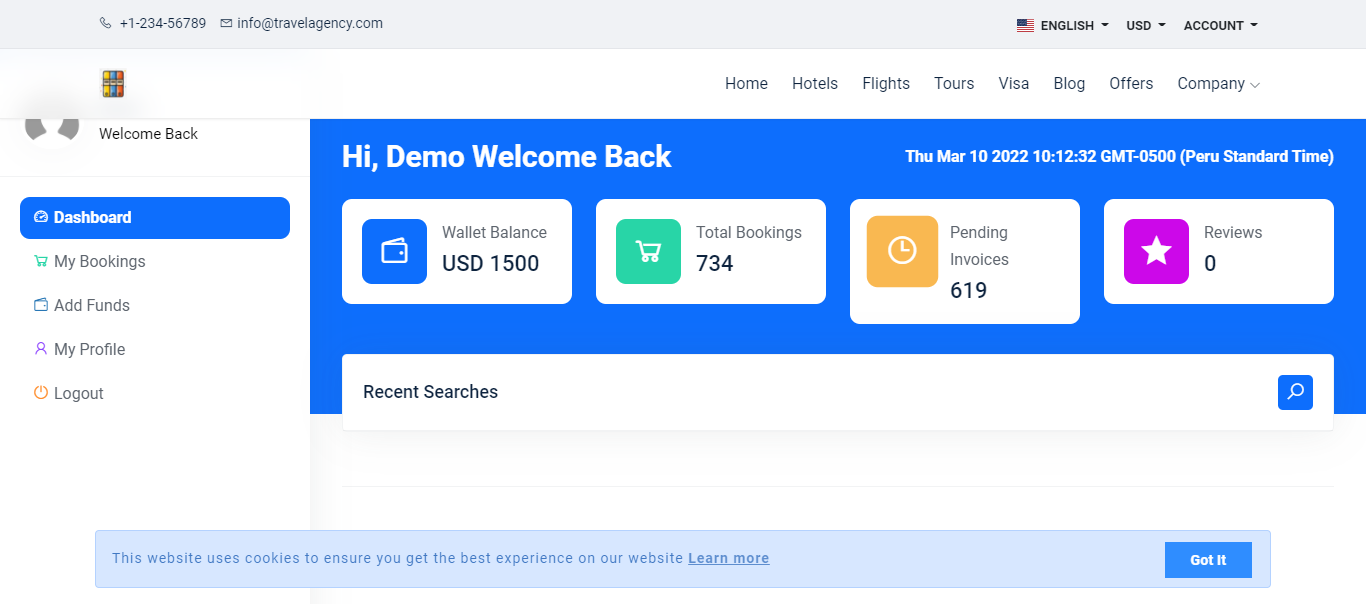 +1-234-56789 info@travelagency.com ENGLISH USD ACCOUNT
Home Hotels Flights Tours Visa Blog Offers Company
Welcome Back
Dashboard
My Bookings
Add Funds
My Profile
Logout
Hi, Demo Welcome Back
Thu Mar 10 2022 10:12:32 GMT-0500 (Peru Standard Time)
Wallet Balance
USD 1500
Total Bookings
734
Pending
Invoices
619
Reviews
0
Recent Searches
This website uses cookies to ensure you get the best experience on our website Learn more
Got It